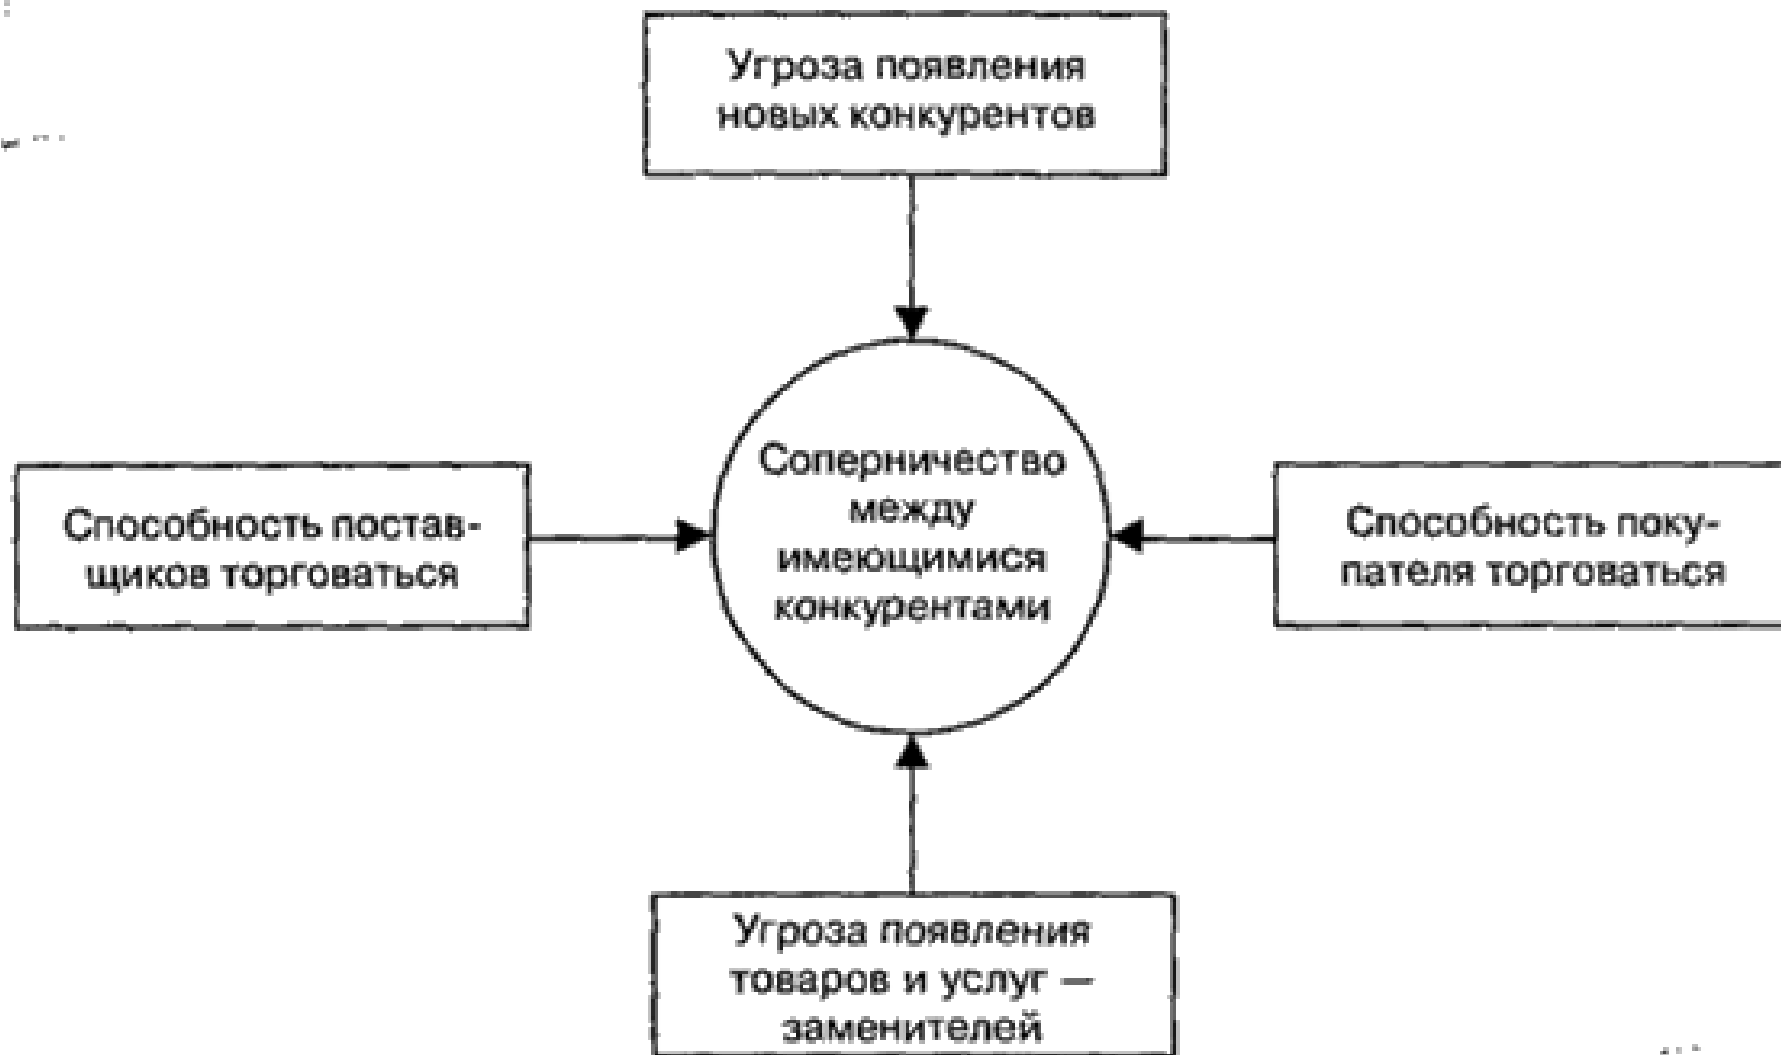 Угроза появления
новых конкурентов
Соперничество
между
имеющимися
конкурентами
Способность постав-
щиков торговаться
Способность поку-
пателя торговаться
Угроза появления
товаров и услуг —
заменителей